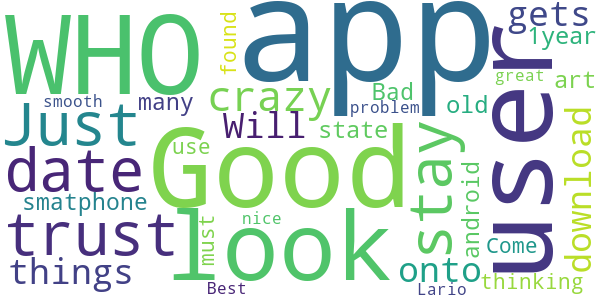 WHO
app
user
gets
1year
found
great
art
smooth
many
crazy
Bad
problem
old
Just
Will
state
stay
download
date
Good
use
android
smatphone
trust
look
must
nice
onto
Come
things
Best
Lario
thinking